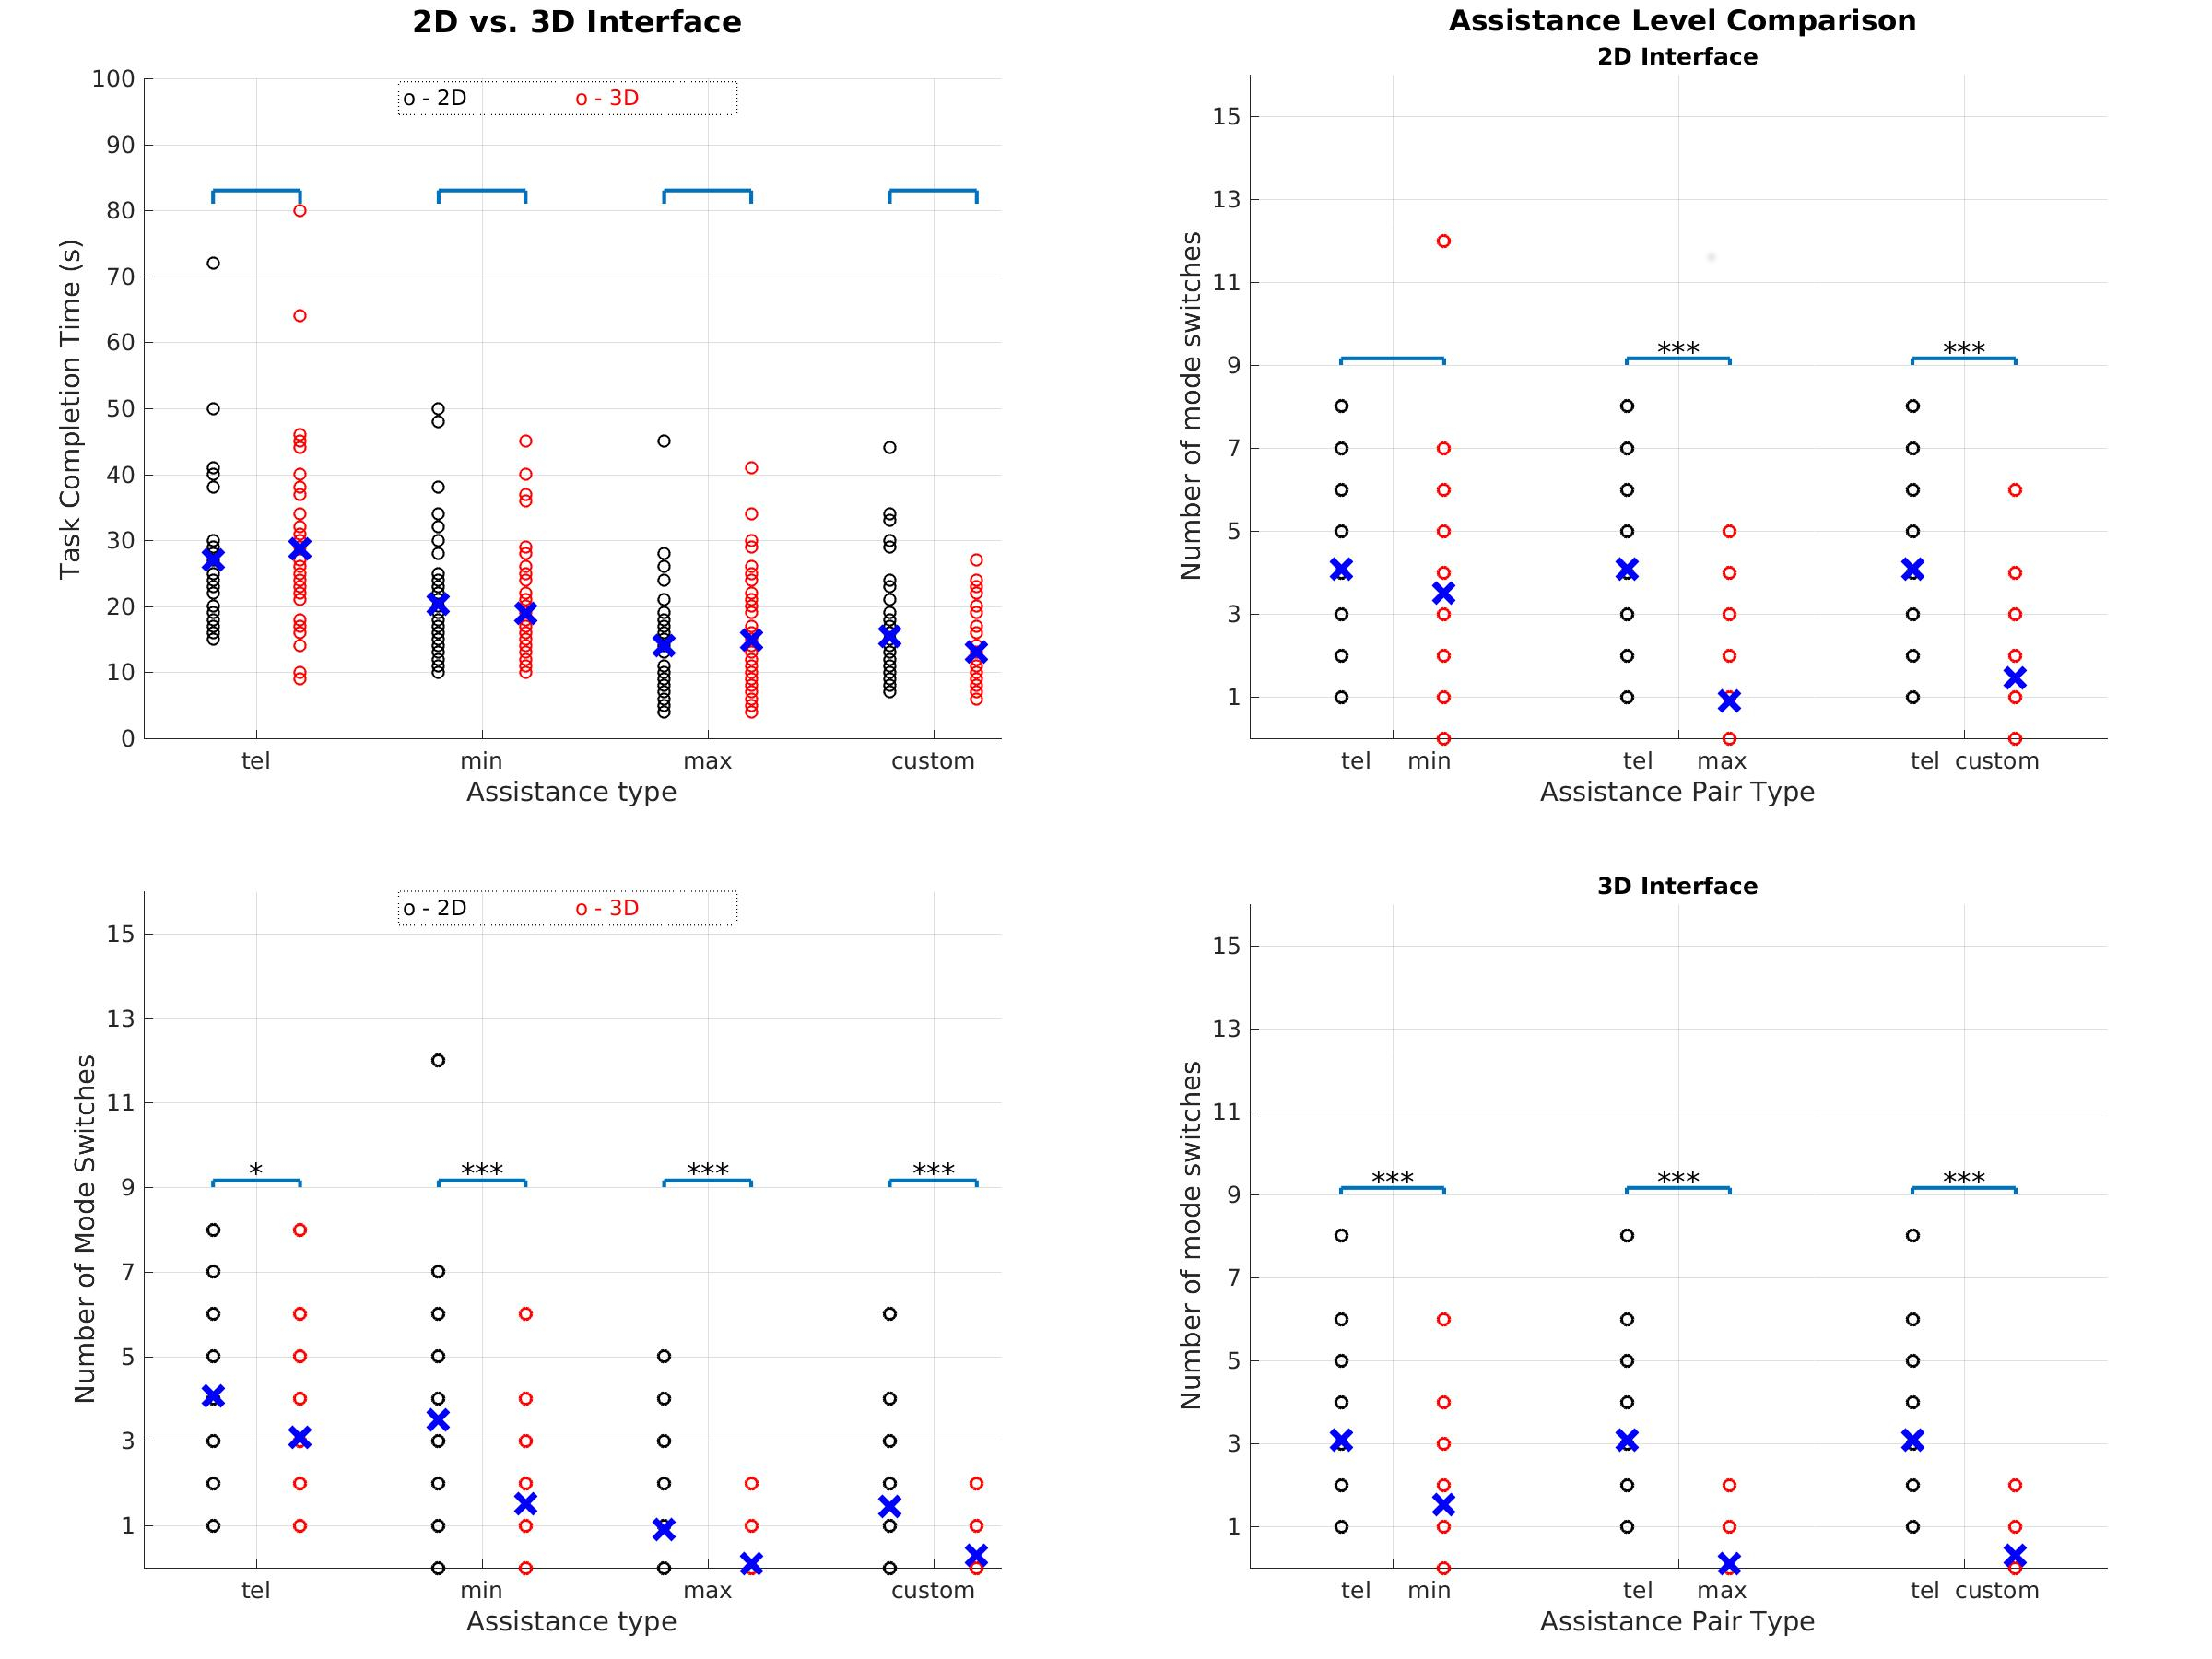 2D vs. 3D Interface
o - 2D o - 3D
100
90
80
70
60
50
40
30
20
10
0
Task Completion Time (s)
tel min max custom
Assistance type
Assistance Level Comparison
2D Interface
15
13
11
9
7
5
3
1
Number of mode switches
*** ***
tel min tel max tel custom
Assistance Pair Type
o - 2D o - 3D
15
13
11
9
7
5
3
1
Number of Mode Switches
* *** *** ***
tel min max custom
Assistance type
3D Interface
15
13
11
9
7
5
3
1
Number of mode switches
*** *** ***
tel min tel max tel custom
Assistance Pair Type